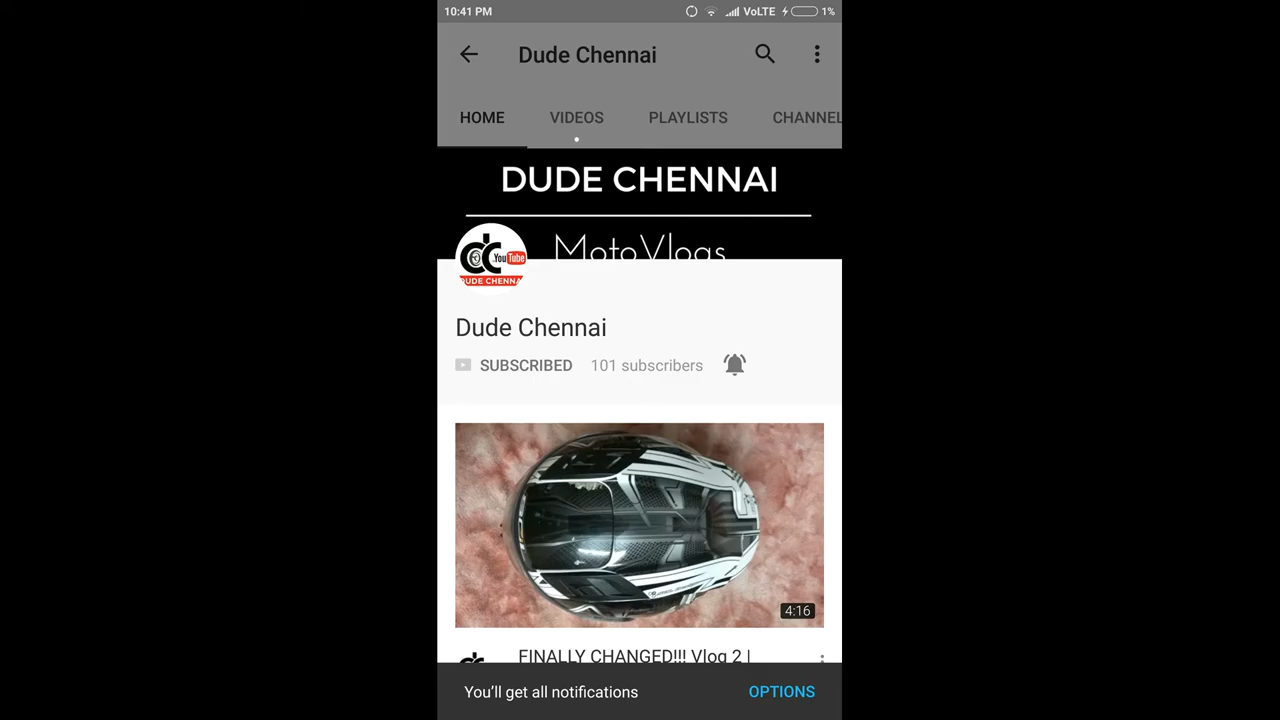 10:41 PM VoLTE 1%
Dude Chennai
HOME VIDEOS PLAYLISTS CHANNEL
DUDE CHENNAI
MotoVlogs
YouTube
DUDE CHENNA
Dude Chennai
SUBSCRIBED 101 subscribers
4:16
FINALLY CHANGED!!! Vlog 2 |
You'll get all notifications OPTIONS